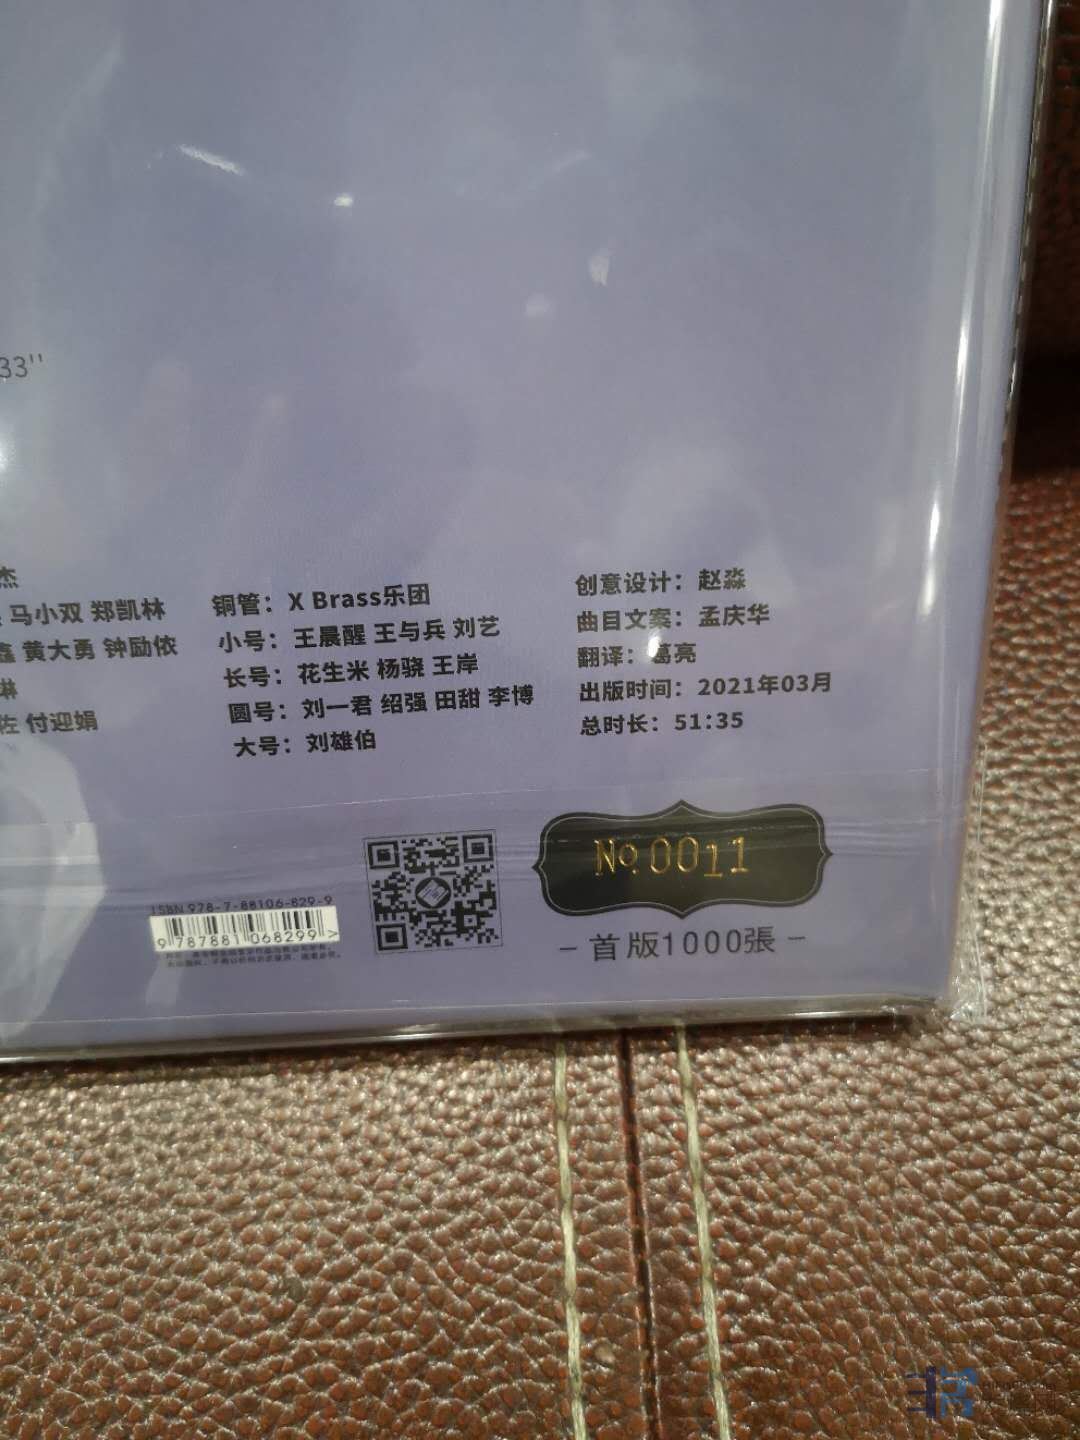 33''
杰
马小双 郑凯林
鑫 黄大勇 钟励侬
琳
佐 付迎娟
铜管：X Brass乐团
小号：王晨醒 王与兵 刘艺
长号：花生米 杨骁 王岸
圆号：刘一君 绍强 田甜 李博
大号：刘雄伯
创意设计：赵淼
曲目文案：孟庆华
翻译：葛亮
出版时间：2021年03月
总时长：51:35
ISBN 978-7-88106-829-9
9 787881 068299 >
No.0011
－首版1000張－